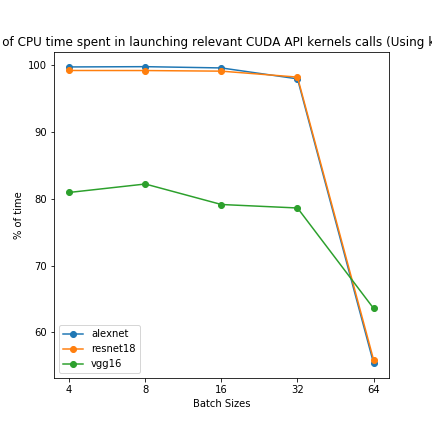 of CPU time spent in launching relevant CUDA API kernels calls (Using
100
90
80
70
60
% of time
alexnet
resnet18
vgg16
4 8 16 32 64
Batch Sizes